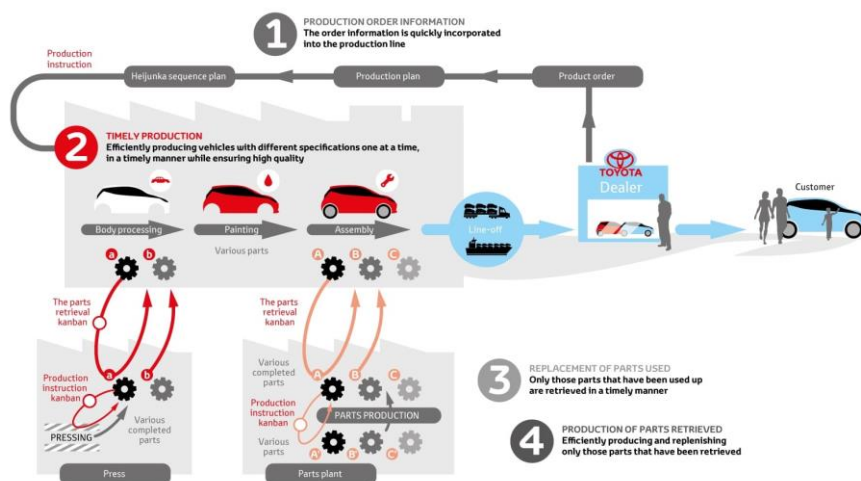 1
PRODUCTION ORDER INFORMATION
The order information is quickly incorporated
into the production line
Production
instruction
Heijunka sequence plan
Production plan
Product order
2
TIMELY PRODUCTION
Efficiently producing vehicles with different specifications one at a time,
in a timely manner while ensuring high quality
Body processing
Painting
Assembly
Various parts
Line-off
TOYOTA
Dealer
Customer
a
b
A
B
C
The parts
retrieval
kanban
The parts
retrieval
kanban
a
b
Production
instruction
kanban
PRESSING
Various
completed
parts
Press
Various
completed
parts
A
B
C
Production
instruction
kanban
PARTS PRODUCTION
Various
parts
A
B
C
Parts plant
3
REPLACEMENT OF PARTS USED
Only those parts that have been used up
are retrieved in a timely manner
4
PRODUCTION OF PARTS RETRIEVED
Efficiently producing and replenishing
only those parts that have been retrieved